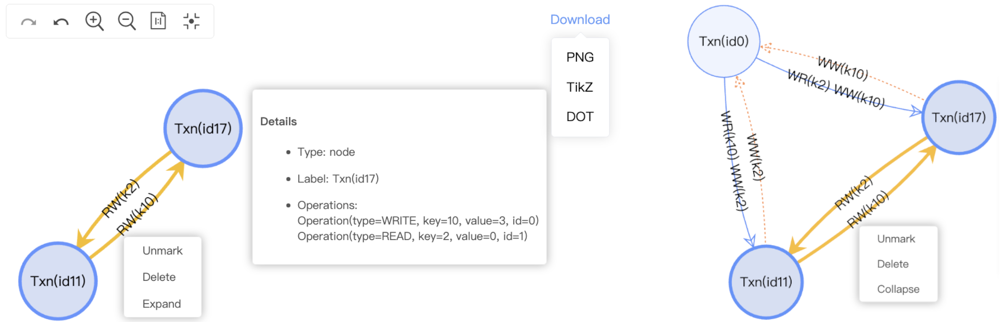 1:1
Download
PNG
TikZ
DOT
Txn(id17)
RW(k2)
RW(k10)
Txn(id11)
Unmark
Delete
Expand
Details
• Type: node
• Label: Txn(id17)
• Operations:
Operation(type=WRITE, key=10, value=3, id=0)
Operation(type=READ, key=2, value=0, id=1)
Txn(id0)
WW(k10)
WR(k2) WW(k10)
Txn(id17)
WR(k10) WW(k2)
WW(k2)
RW(k2)
RW(k10)
Txn(id11)
Unmark
Delete
Collapse